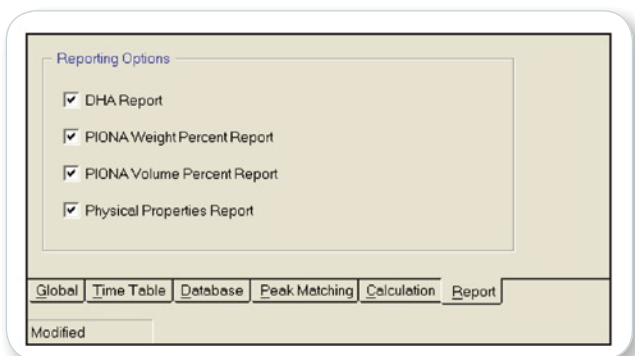 Reporting Options
DHA Report
PIONA Weight Percent Report
PIONA Volume Percent Report
Physical Properties Report
Global Time Table Database Peak Matching Calculation Report
Modified